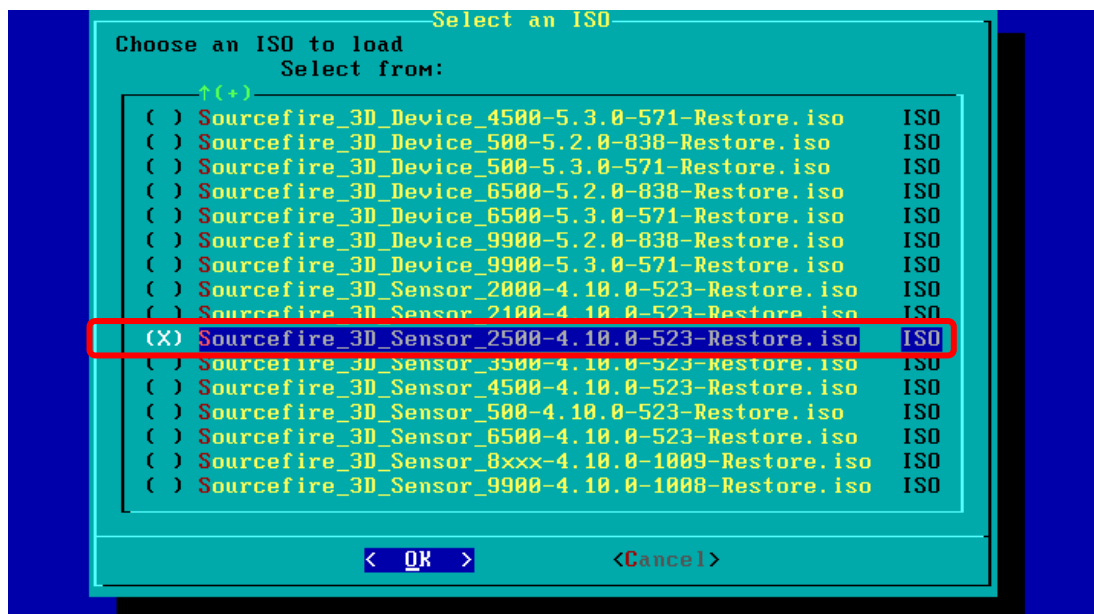 Select an ISO
Choose an ISO to load
Select from:
↑(+)
( ) Sourcefire_3D_Device_4500-5.3.0-571-Restore.iso ISO
( ) Sourcefire_3D_Device_500-5.2.0-838-Restore.iso ISO
( ) Sourcefire_3D_Device_500-5.3.0-571-Restore.iso ISO
( ) Sourcefire_3D_Device_6500-5.2.0-838-Restore.iso ISO
( ) Sourcefire_3D_Device_6500-5.3.0-571-Restore.iso ISO
( ) Sourcefire_3D_Device_9900-5.2.0-838-Restore.iso ISO
( ) Sourcefire_3D_Device_9900-5.3.0-571-Restore.iso ISO
( ) Sourcefire_3D_Sensor_2000-4.10.0-523-Restore.iso ISO
( ) Sourcefire_3D_Sensor_2100-4.10.0-523-Restore.iso ISO
(X) Sourcefire_3D_Sensor_2500-4.10.0-523-Restore.iso ISO
( ) Sourcefire_3D_Sensor_3500-4.10.0-523-Restore.iso ISO
( ) Sourcefire_3D_Sensor_4500-4.10.0-523-Restore.iso ISO
( ) Sourcefire_3D_Sensor_500-4.10.0-523-Restore.iso ISO
( ) Sourcefire_3D_Sensor_6500-4.10.0-523-Restore.iso ISO
( ) Sourcefire_3D_Sensor_8xxx-4.10.0-1009-Restore.iso ISO
( ) Sourcefire_3D_Sensor_9900-4.10.0-1008-Restore.iso ISO
< OK > <Cancel>